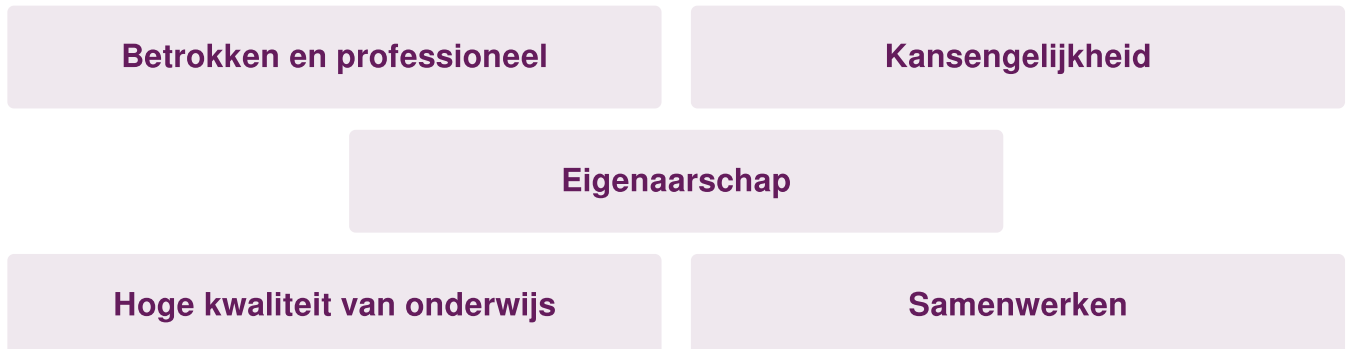 Betrokken en professioneel
Kansengelijkheid
Eigenaarschap
Hoge kwaliteit van onderwijs
Samenwerken